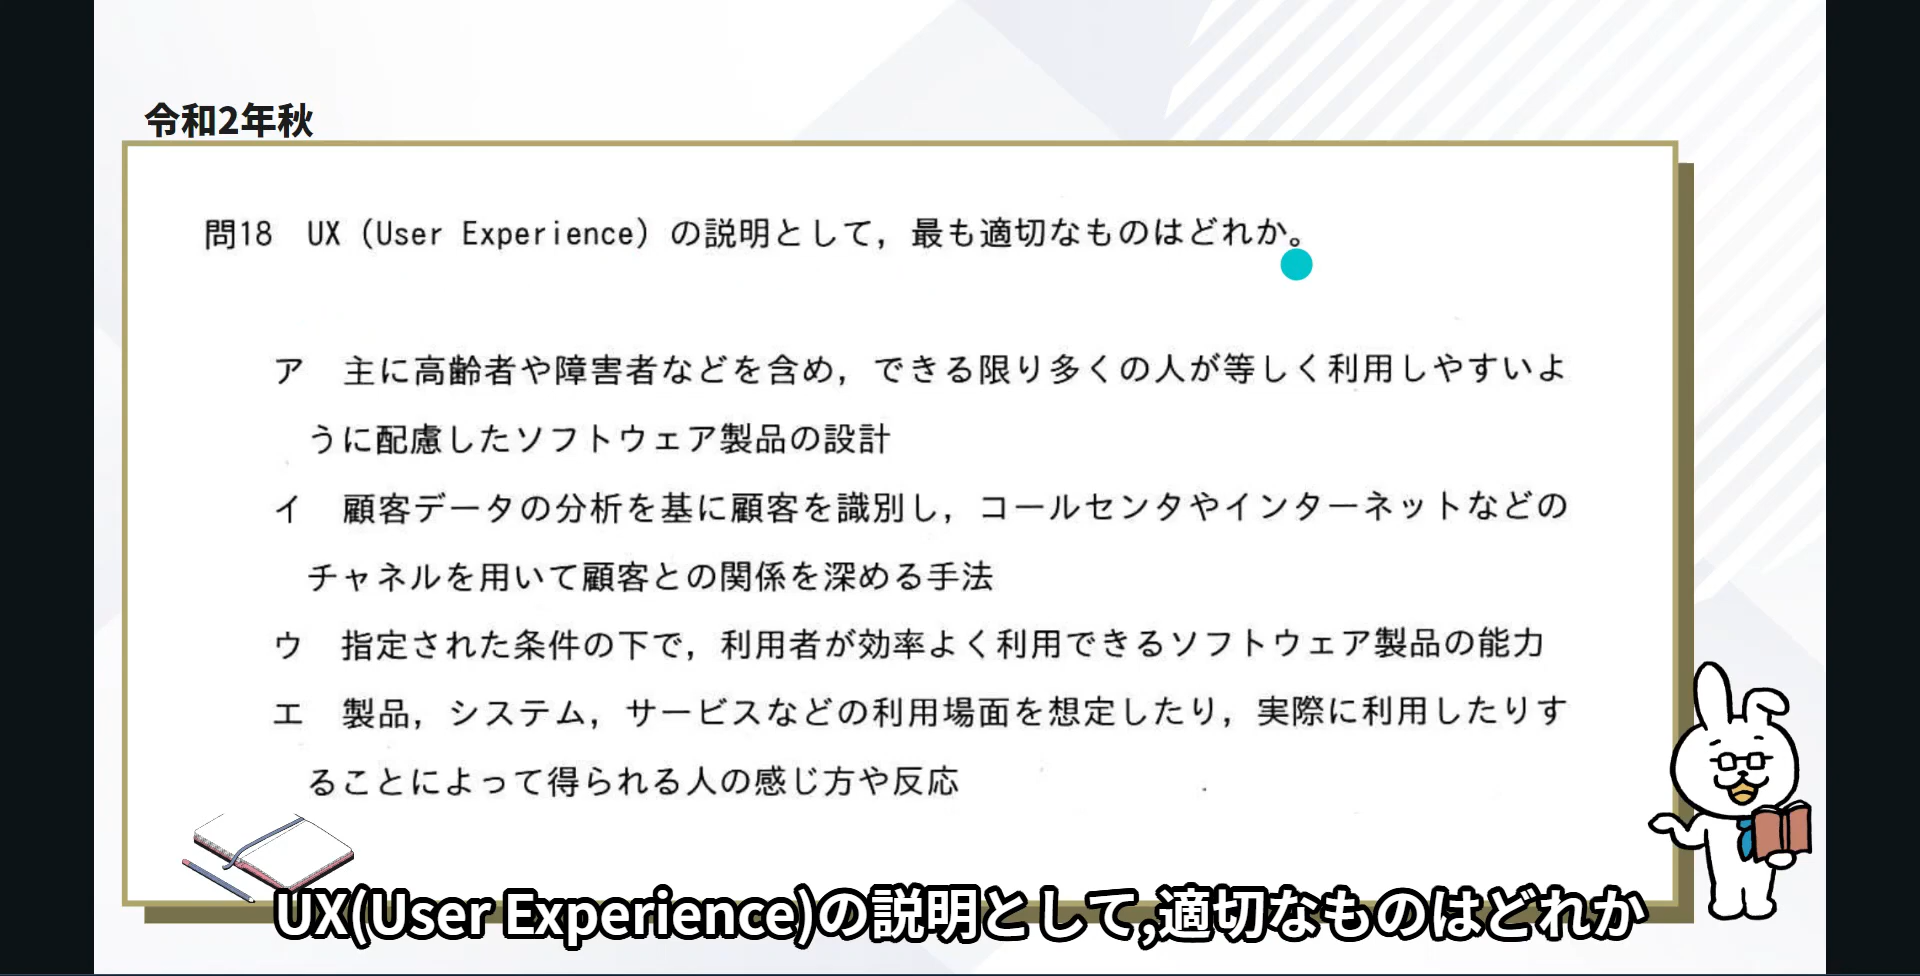 令和2年秋
問18 UX（User Experience）の説明として，最も適切なものはどれか。
ア 主に高齢者や障害者などを含め，できる限り多くの人が等しく利用しやすいよ
うに配慮したソフトウェア製品の設計
イ 顧客データの分析を基に顧客を識別し，コールセンタやインターネットなどの
チャネルを用いて顧客との関係を深める手法
ウ 指定された条件の下で，利用者が効率よく利用できるソフトウェア製品の能力
エ 製品，システム，サービスなどの利用場面を想定したり，実際に利用したりす
ることによって得られる人の感じ方や反応
UX(User Experience)の説明として,適切なものはどれか